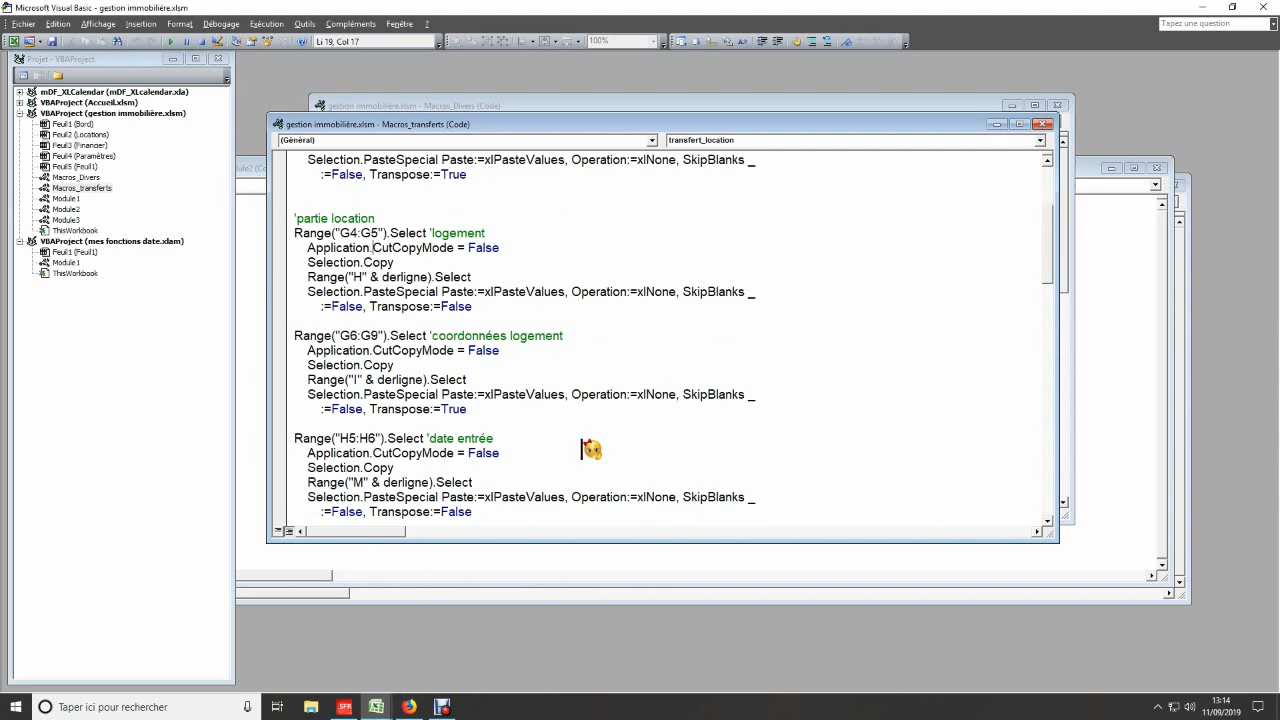 Microsoft Visual Basic - gestion immobilière.xlsm
Fichier Edition Affichage Insertion Format Débogage Exécution Outils Compléments Fenêtre ?
Tapez une question
Li 19, Col 17
100%
Projet - VBAProject
mDF_XLCalendar (mDF_XLcalendar.xla)
VBAProject (Accueil.xlsm)
VBAProject (gestion immobilière.xlsm)
Feuil1 (Bord)
Feuil2 (Locations)
Feuil3 (Financier)
Feuil4 (Paramètres)
Feuil5 (Feuil1)
Macros_Divers
Macros_transferts
Module1
Module2
Module3
ThisWorkbook
VBAProject (mes fonctions date.xlam)
Feuil1 (Feuil1)
Module1
ThisWorkbook
gestion immobilière.xlsm - Macros_Divers (Code)
gestion immobilière.xlsm - Macros_transferts (Code)
(Général)
transfert_location
Selection.PasteSpecial Paste:=xlPasteValues, Operation:=xlNone, SkipBlanks _
:=False, Transpose:=True
'partie location
Range("G4:G5").Select 'logement
Application.CutCopyMode = False
Selection.Copy
Range("H" & derligne).Select
Selection.PasteSpecial Paste:=xlPasteValues, Operation:=xlNone, SkipBlanks _
:=False, Transpose:=False
Range("G6:G9").Select 'coordonnées logement
Application.CutCopyMode = False
Selection.Copy
Range("I" & derligne).Select
Selection.PasteSpecial Paste:=xlPasteValues, Operation:=xlNone, SkipBlanks _
:=False, Transpose:=True
Range("H5:H6").Select 'date entrée
Application.CutCopyMode = False
Selection.Copy
Range("M" & derligne).Select
Selection.PasteSpecial Paste:=xlPasteValues, Operation:=xlNone, SkipBlanks _
:=False, Transpose:=False
Taper ici pour rechercher
SFR
13:14
11/09/2019